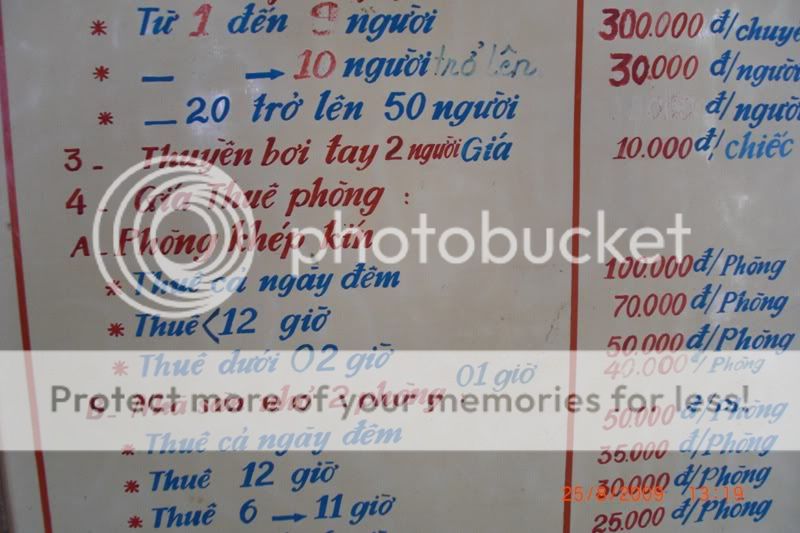 * Từ 1 đến 9 người 300.000 đ/chuyế
* _ → 10 người trở lên 30.000 đ/người
* _ 20 trở lên 50 người đ/người
3 - Thuyền bơi tay 2 người Giá 10.000 đ/chiếc
4 - Giá Thuê phòng :
A - Phòng khép kín
* Thuê cả ngày đêm 100.000 đ/Phòng
* Thuê < 12 giờ 70.000 đ/Phòng
* Thuê dưới 02 giờ 50.000 đ/Phòng
01 giờ 40.000 đ/Phòng
B - 2 phòng
* Thuê cả ngày đêm 50.000 đ/Phòng
* Thuê 12 giờ 35.000 đ/Phòng
* Thuê 6 → 11 giờ 30.000 đ/Phòng
25.000 đ/Phòng
photobucket
Protect more of your memories for less!
25/8/2009 13:19